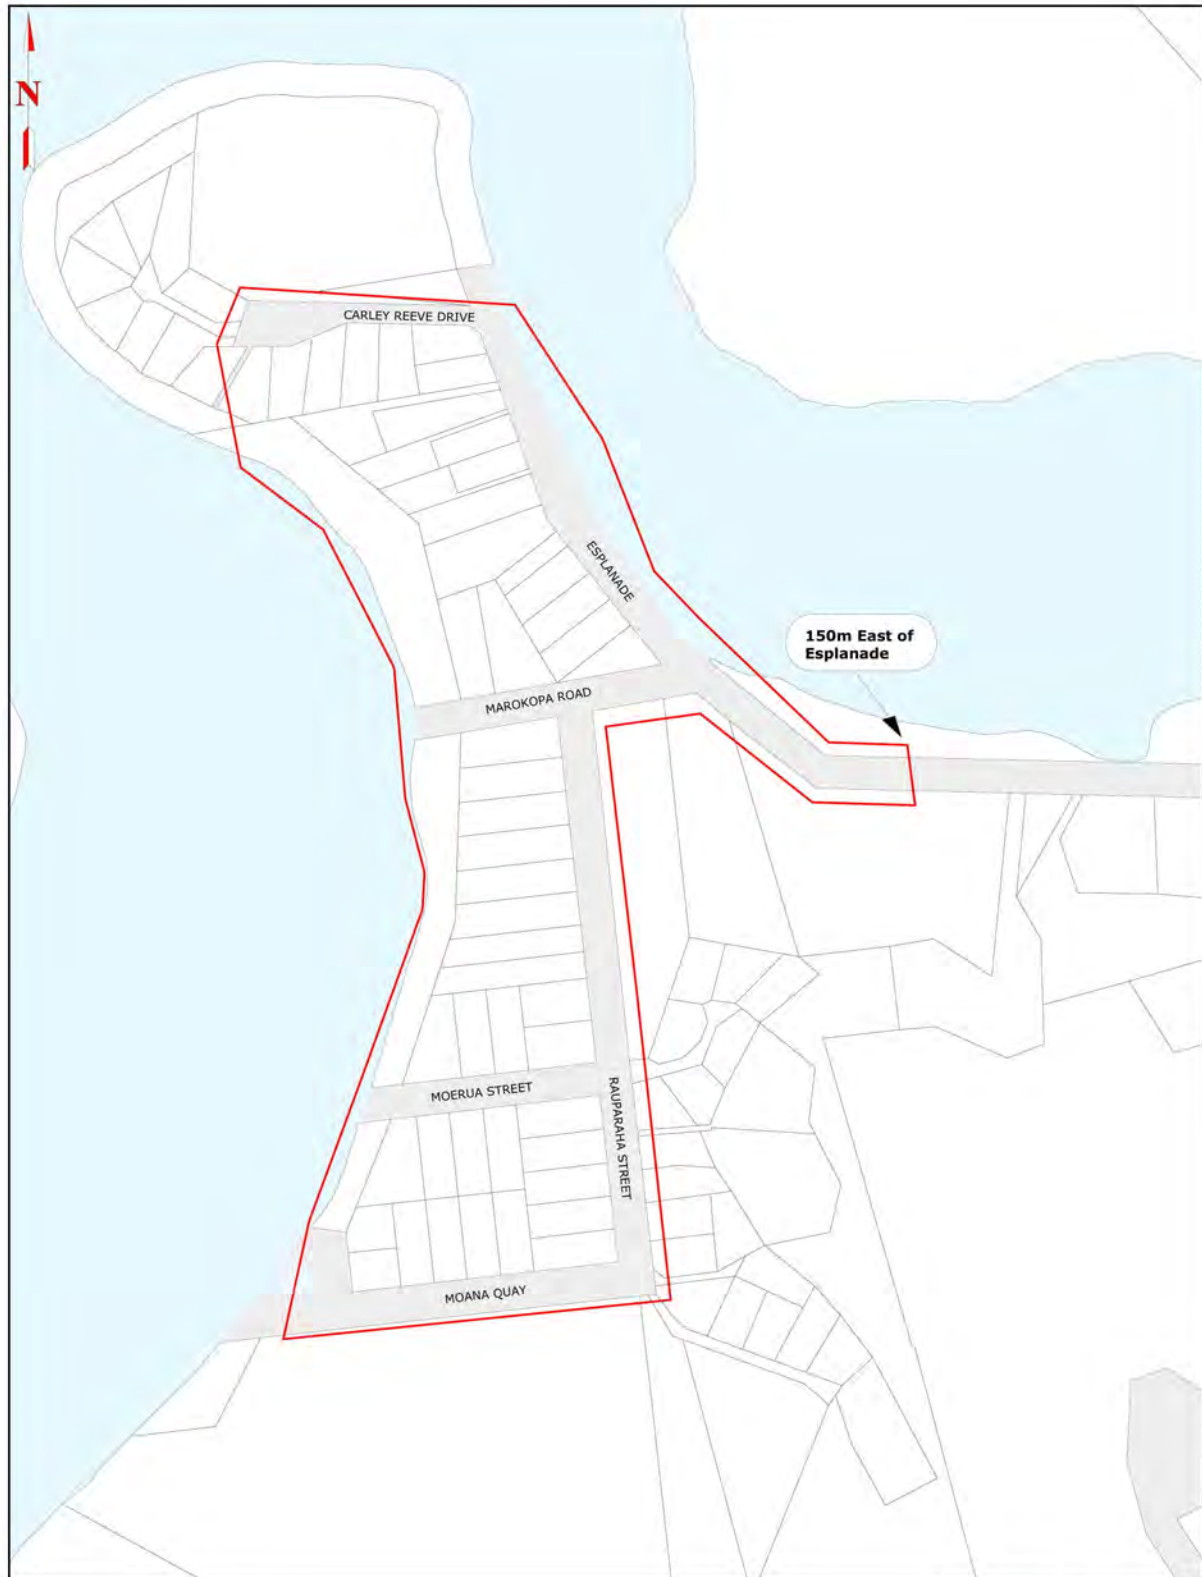 N
CARLEY REEVE DRIVE
ESPLANADE
150m East of
Esplanade
MAROKOPA ROAD
MOERUA STREET
RAUPARAHA STREET
MOANA QUAY